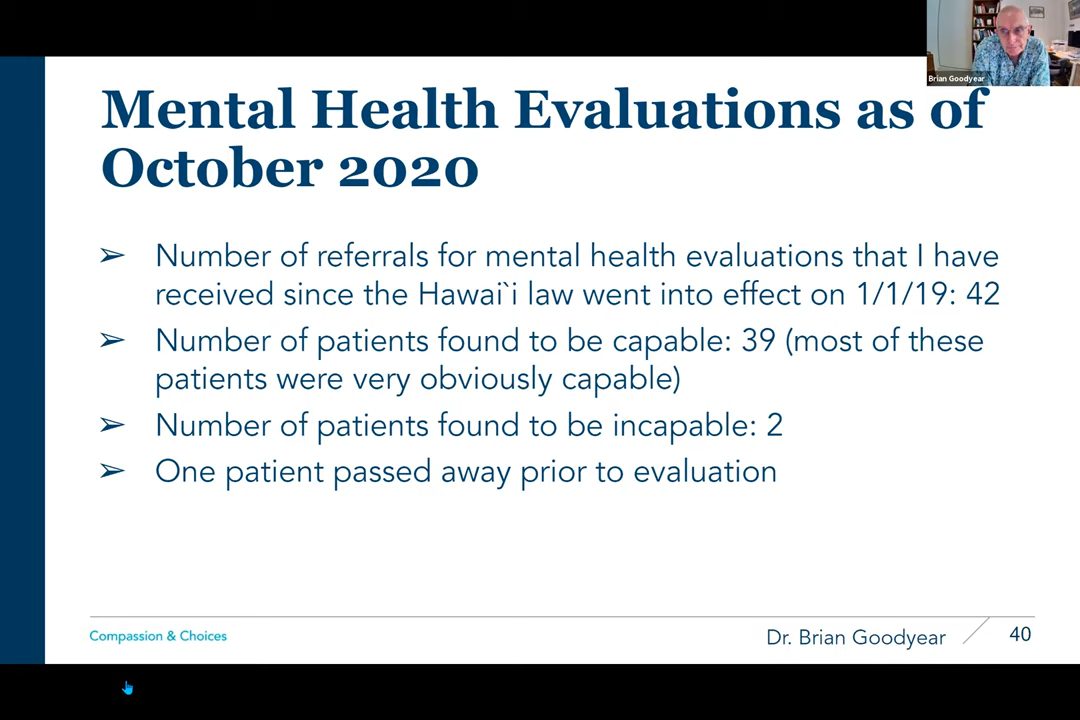 Brian Goodyear
Mental Health Evaluations as of
October 2020
➢ Number of referrals for mental health evaluations that I have
received since the Hawai`i law went into effect on 1/1/19: 42
➢ Number of patients found to be capable: 39 (most of these
patients were very obviously capable)
➢ Number of patients found to be incapable: 2
➢ One patient passed away prior to evaluation
Compassion & Choices
Dr. Brian Goodyear
40